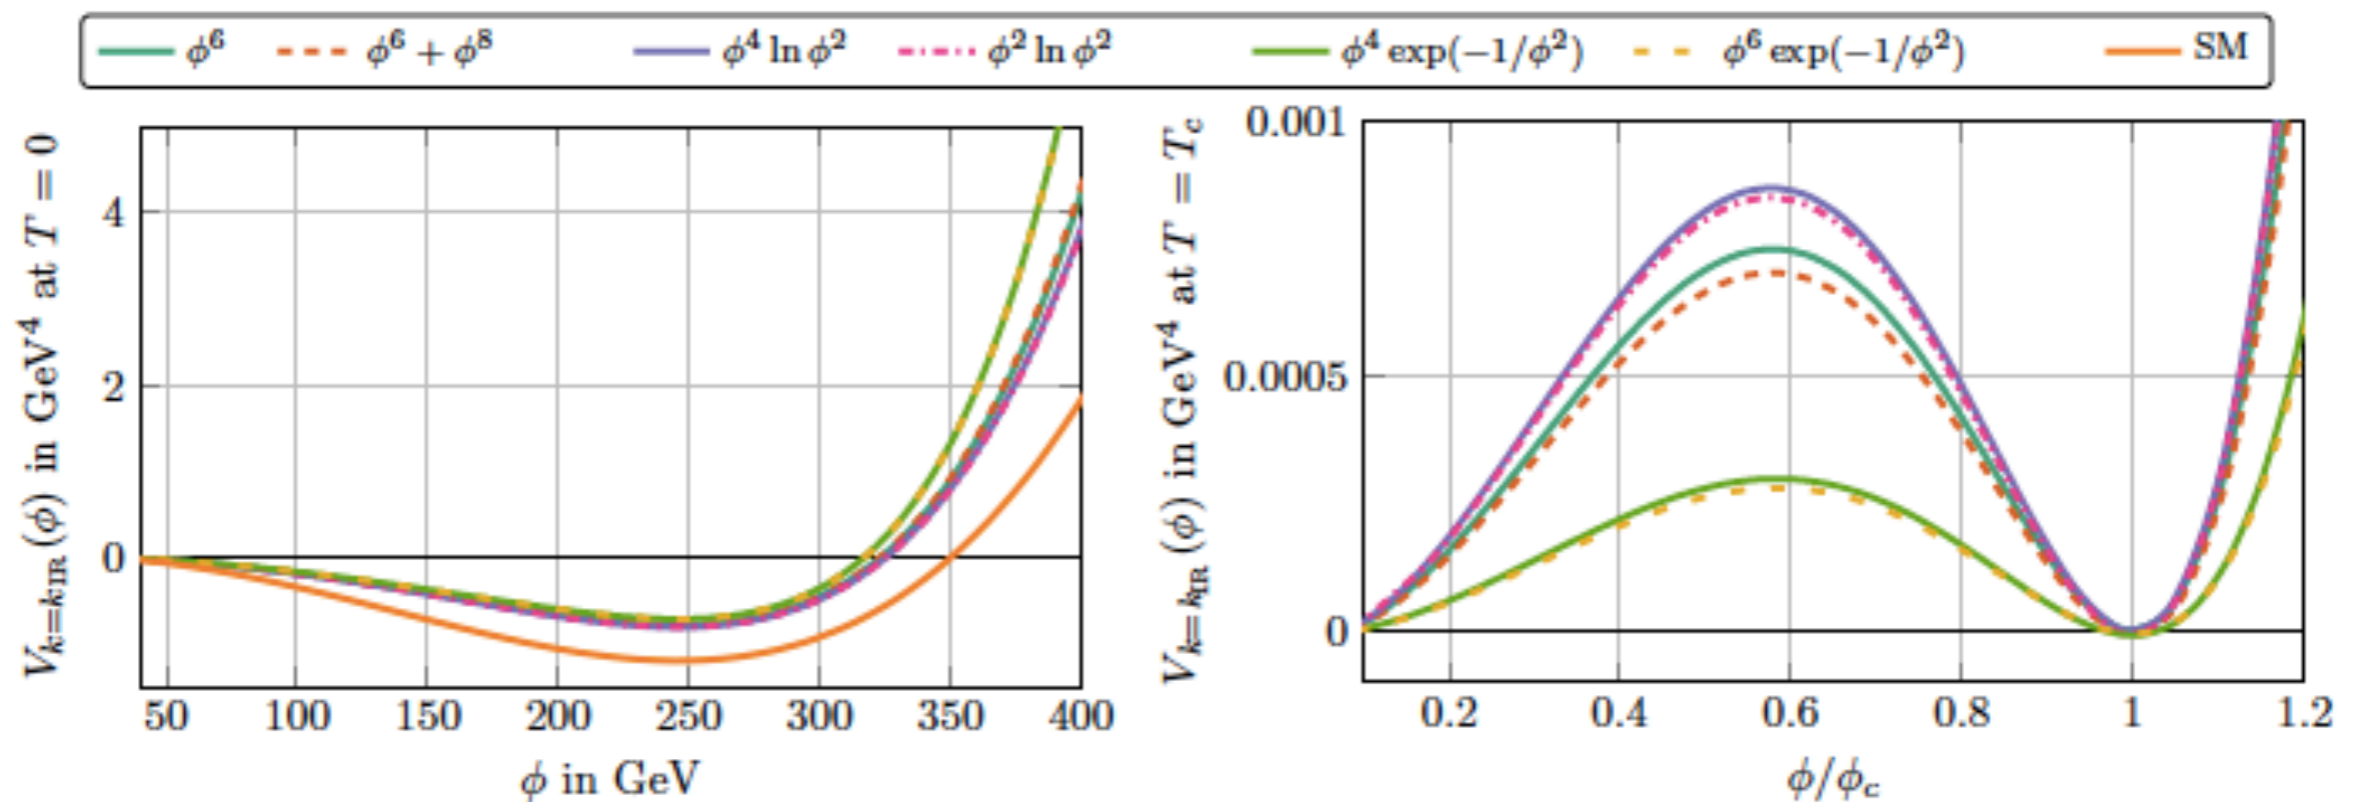 ϕ⁶ ϕ⁶ + ϕ⁸ ϕ⁴ ln ϕ² ϕ² ln ϕ² ϕ⁴ exp(−1/ϕ²) ϕ⁶ exp(−1/ϕ²) SM
V_{k=k_IR}(ϕ) in GeV⁴ at T = 0
4
2
0
50 100 150 200 250 300 350 400
ϕ in GeV
V_{k=k_IR}(ϕ) in GeV⁴ at T = T_c
0.001
0.0005
0
0.2 0.4 0.6 0.8 1 1.2
ϕ/ϕ_c